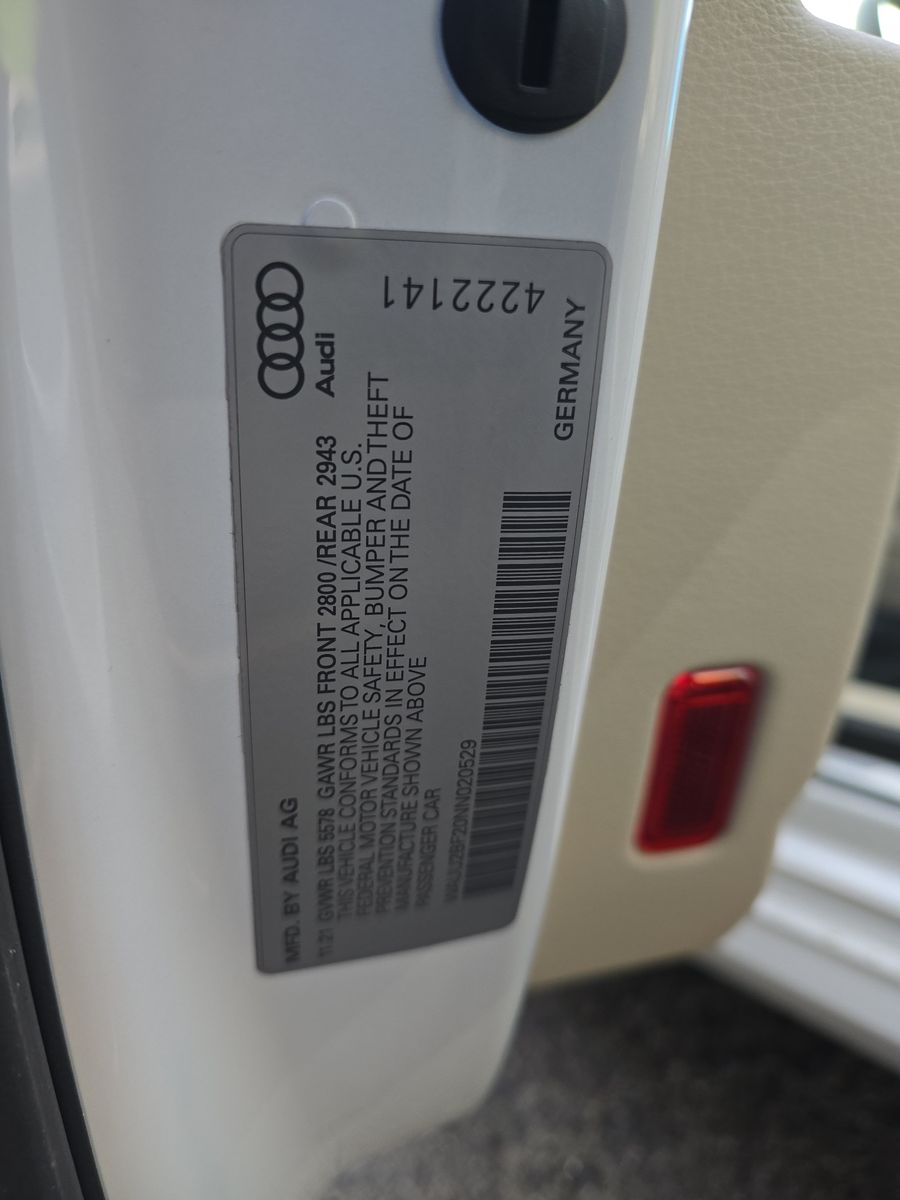 Audi
4222141
MFD. BY AUDI AG
11.21 GVWR LBS 5578 GAWR LBS FRONT 2800 /REAR 2943
THIS VEHICLE CONFORMS TO ALL APPLICABLE U.S.
FEDERAL MOTOR VEHICLE SAFETY, BUMPER AND THEFT
PREVENTION STANDARDS IN EFFECT ON THE DATE OF
MANUFACTURE SHOWN ABOVE
PASSENGER CAR
GERMANY